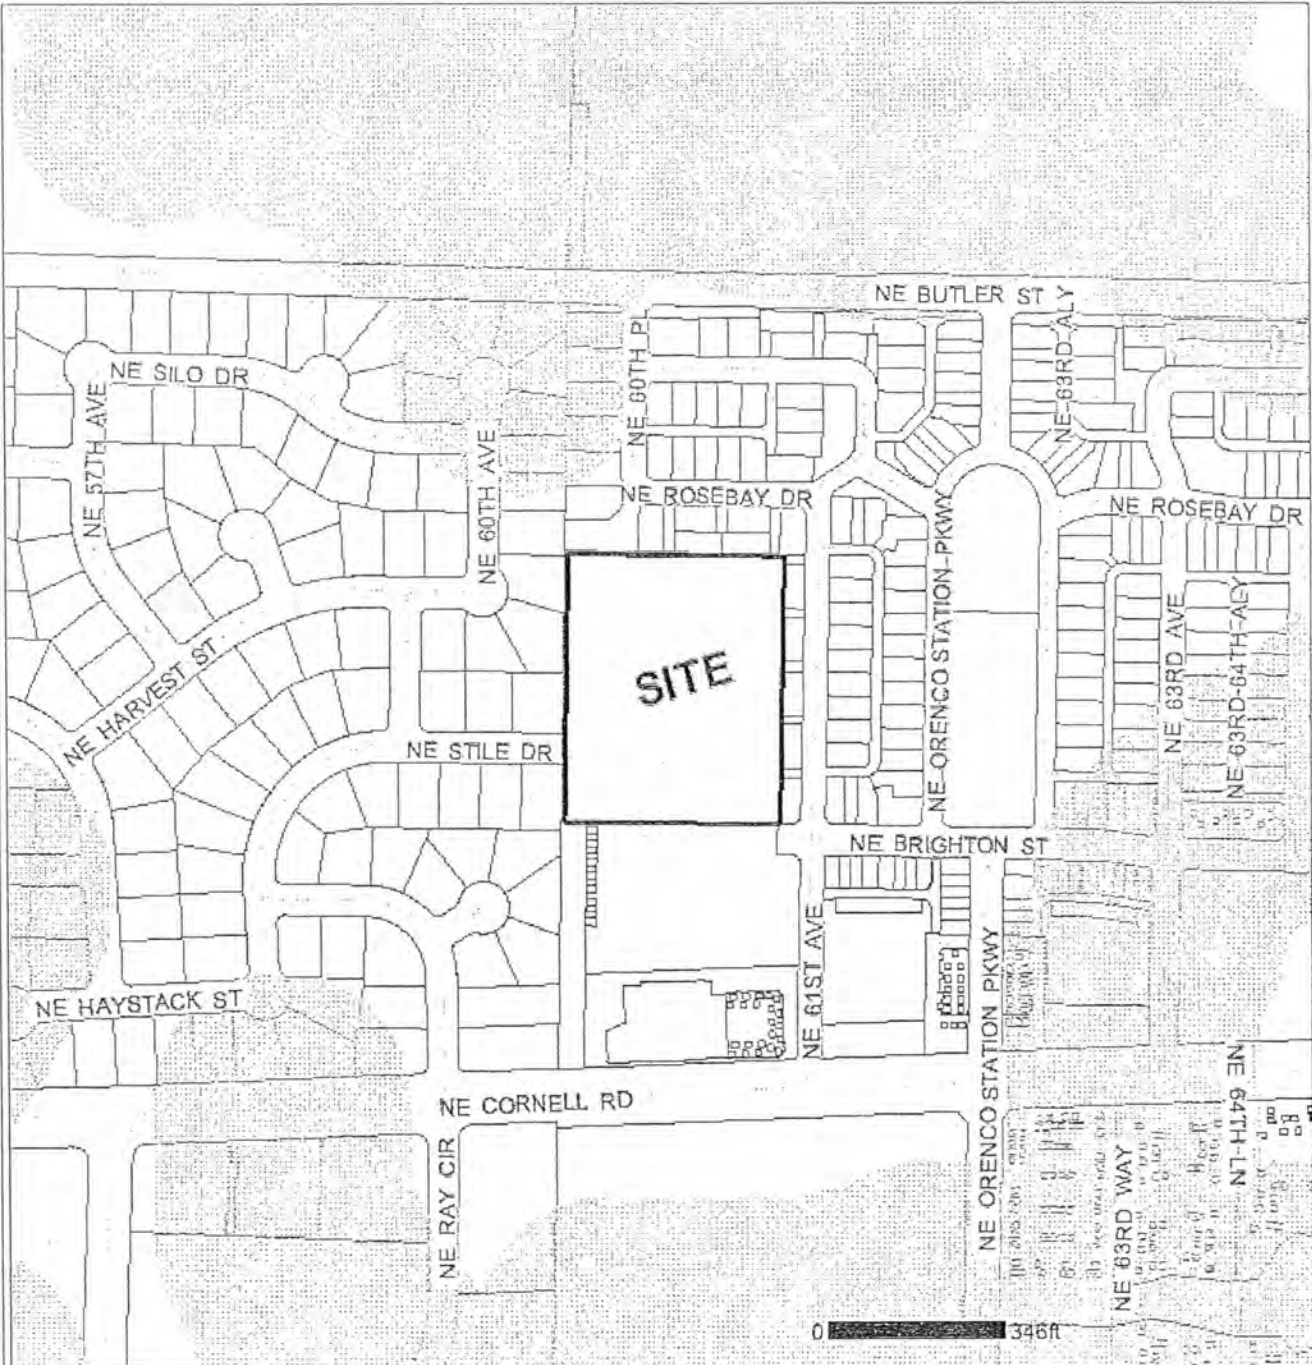 NE BUTLER ST
NE-63RD-ALY
NE 60TH P
NE SILO DR
NE 57TH AVE
NE 60TH AVE
NE ROSEBAY DR
NE ROSEBAY DR
NE-ORENCO STATION-PKWY
NE 63RD AVE
NE-63RD-64TH-ALY
SITE
NE HARVEST ST
NE STILE DR
NE BRIGHTON ST
NE 61ST AVE
NE ORENCO STATION PKWY
NE HAYSTACK ST
NE CORNELL RD
NE RAY CIR
NE 63RD WAY
NE 64TH-LN
0 346ft